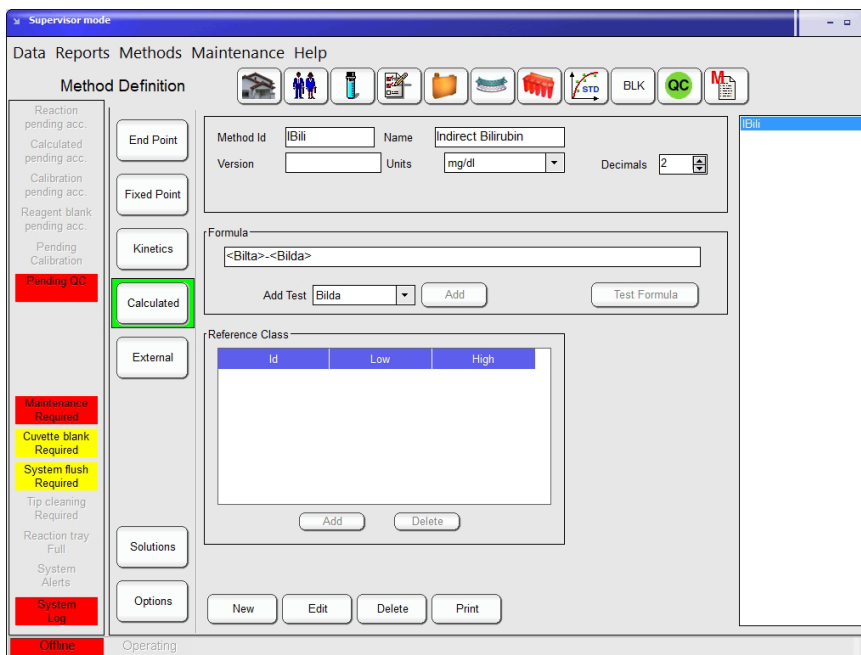 Supervisor mode
Data Reports Methods Maintenance Help
Method Definition
STD
BLK
QC
M
Reaction
pending acc.
Calculated
pending acc.
Calibration
pending acc.
Reagent blank
pending acc.
Pending
Calibration
Pending QC
Maintenance
Required
Cuvette blank
Required
System flush
Required
Tip cleaning
Required
Reaction tray
Full
System
Alerts
System
Log
Offline
Operating
End Point
Fixed Point
Kinetics
Calculated
External
Solutions
Options
Method Id IBili Name Indirect Bilirubin
Version Units mg/dl Decimals 2
Formula
<Bilta>-<Bilda>
Add Test Bilda Add Test Formula
Reference Class
Id Low High
Add Delete
New Edit Delete Print
IBili